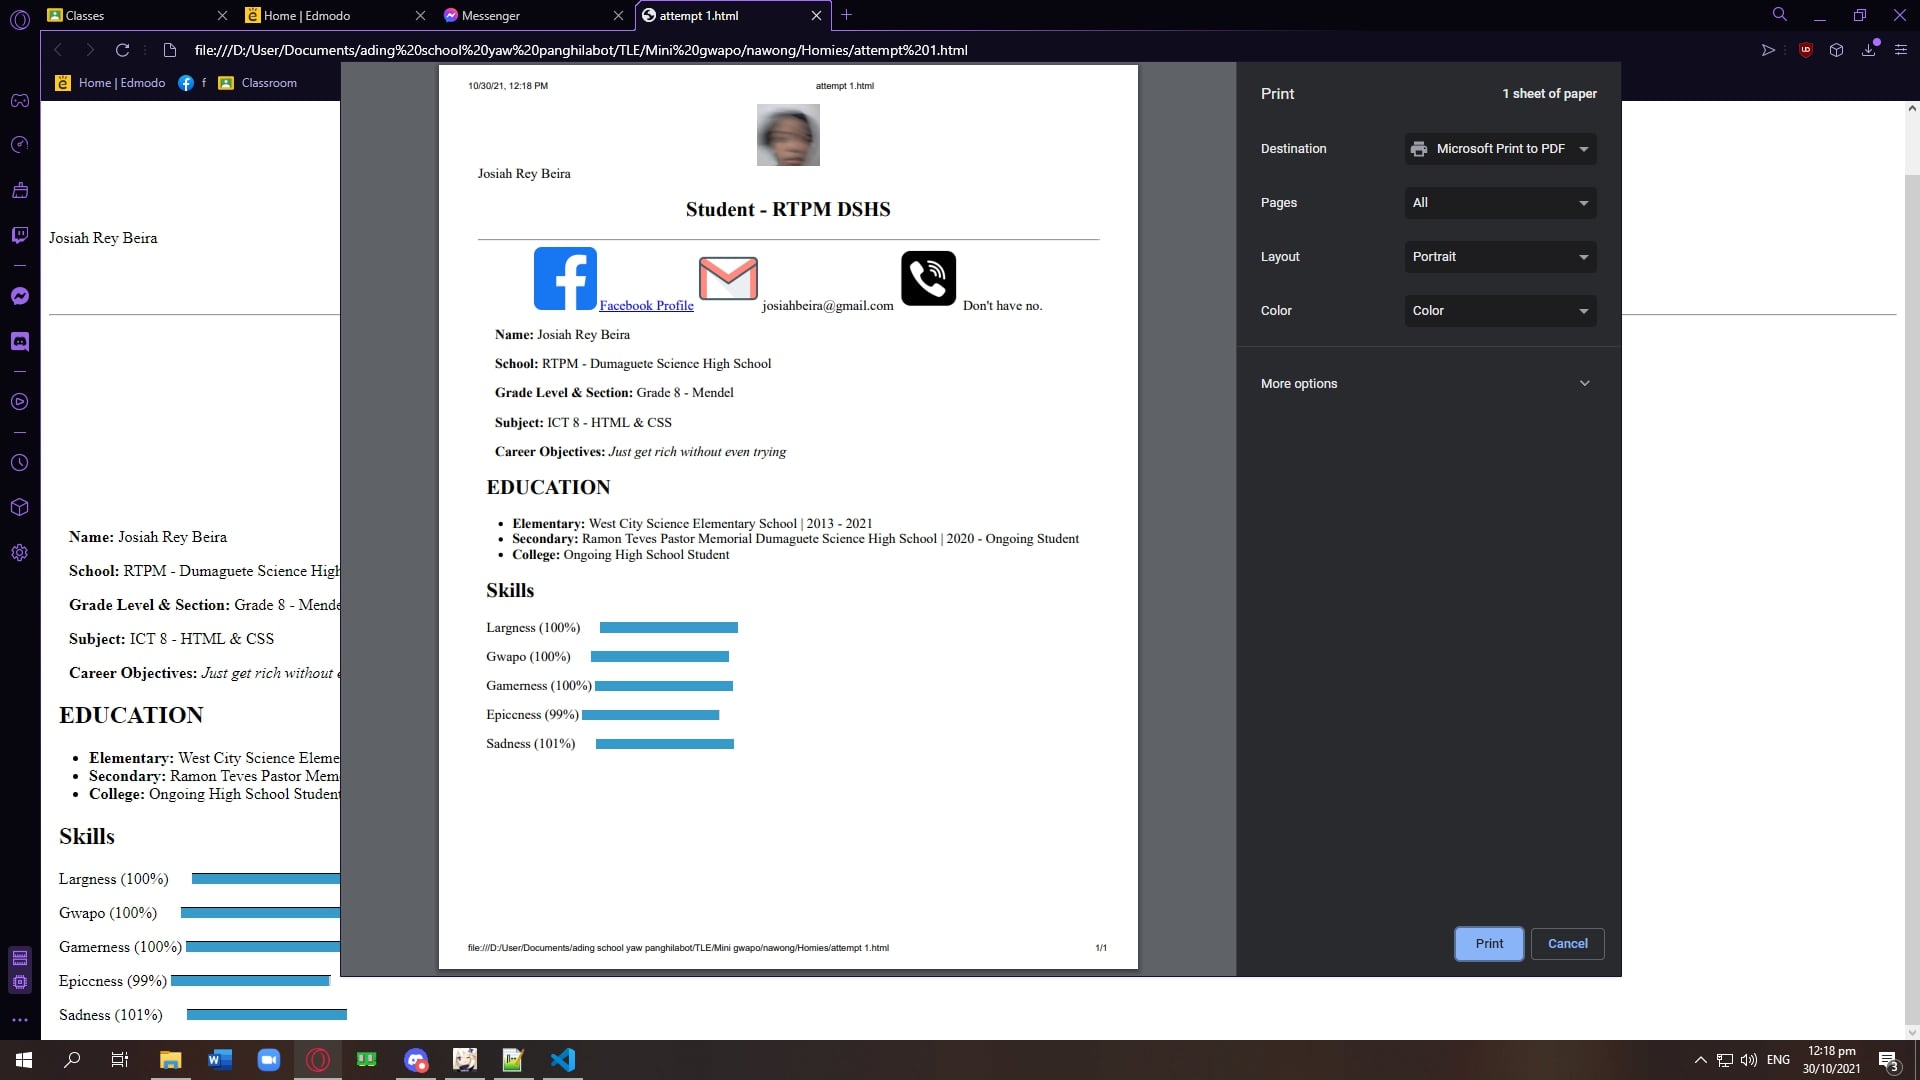 Classes
Home | Edmodo
Messenger
attempt 1.html
file:///D:/User/Documents/ading%20school%20yaw%20panghilabot/TLE/Mini%20gwapo/nawong/Homies/attempt%201.html
Home | Edmodo
f
Classroom
10/30/21, 12:18 PM
attempt 1.html
Josiah Rey Beira
Student - RTPM DSHS
Facebook Profile
josiahbeira@gmail.com
Don't have no.
Name: Josiah Rey Beira
School: RTPM - Dumaguete Science High School
Grade Level & Section: Grade 8 - Mendel
Subject: ICT 8 - HTML & CSS
Career Objectives: Just get rich without even trying
EDUCATION
• Elementary: West City Science Elementary School | 2013 - 2021
• Secondary: Ramon Teves Pastor Memorial Dumaguete Science High School | 2020 - Ongoing Student
• College: Ongoing High School Student
Skills
Largness (100%)
Gwapo (100%)
Gamerness (100%)
Epiccness (99%)
Sadness (101%)
file:///D:/User/Documents/ading school yaw panghilabot/TLE/Mini gwapo/nawong/Homies/attempt 1.html
1/1
Print
1 sheet of paper
Destination
Microsoft Print to PDF
Pages
All
Layout
Portrait
Color
Color
More options
Print
Cancel
Josiah Rey Beira
Name: Josiah Rey Beira
School: RTPM - Dumaguete Science High
Grade Level & Section: Grade 8 - Mende
Subject: ICT 8 - HTML & CSS
Career Objectives: Just get rich without
EDUCATION
• Elementary: West City Science Eleme
• Secondary: Ramon Teves Pastor Mem
• College: Ongoing High School Student
Skills
Largness (100%)
Gwapo (100%)
Gamerness (100%)
Epiccness (99%)
Sadness (101%)
ENG
12:18 pm
30/10/2021
3